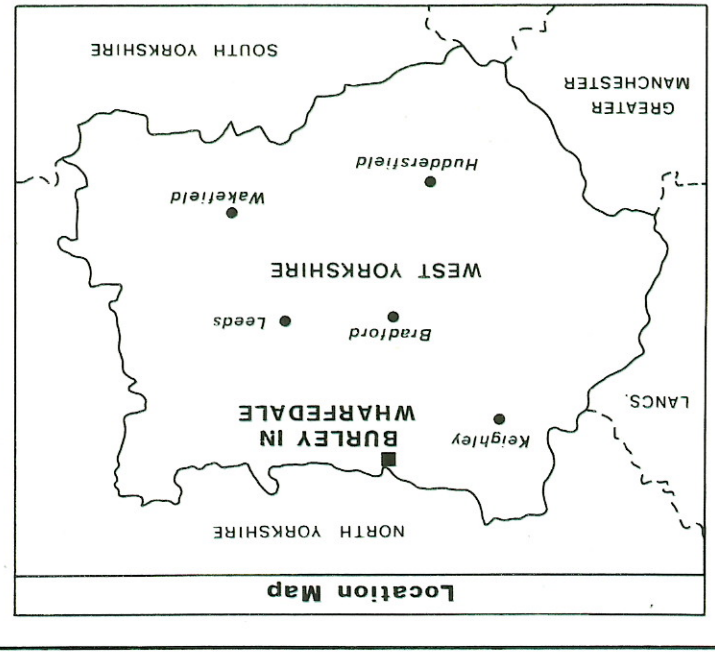 Location Map
NORTH YORKSHIRE
BURLEY IN
WHARFEDALE
Keighley
LANCS.
Bradford
Leeds
WEST YORKSHIRE
Wakefield
Huddersfield
GREATER
MANCHESTER
SOUTH YORKSHIRE